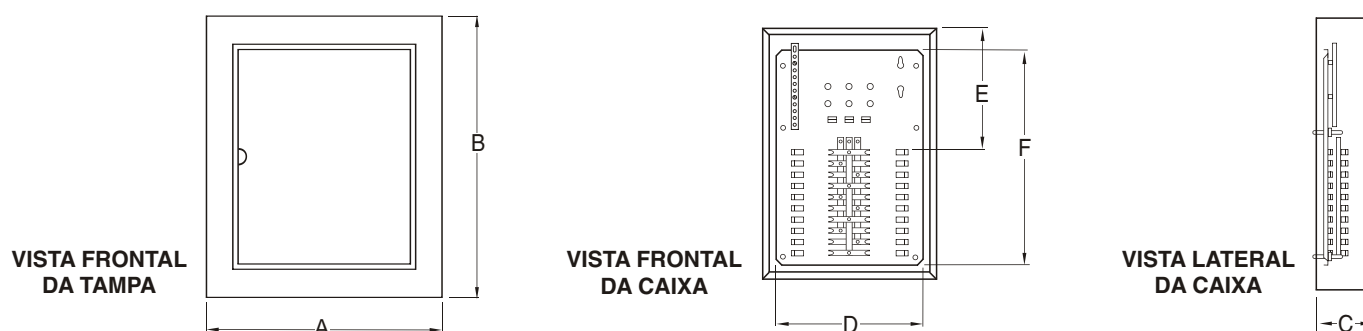 VISTA FRONTAL
DA TAMPA
A
B
VISTA FRONTAL
DA CAIXA
D
E
F
VISTA LATERAL
DA CAIXA
C